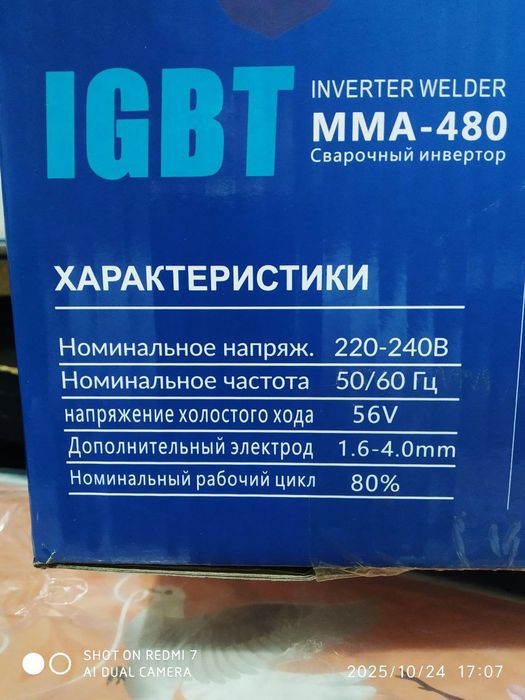 IGBT
INVERTER WELDER
MMA-480
Сварочный инвертор
ХАРАКТЕРИСТИКИ
Номинальное напряж. 220-240В
Номинальное частота 50/60 Гц
напряжение холостого хода 56V
Дополнительный электрод 1.6-4.0mm
Номинальный рабочий цикл 80%
SHOT ON REDMI 7
AI DUAL CAMERA
2025/10/24 17:07